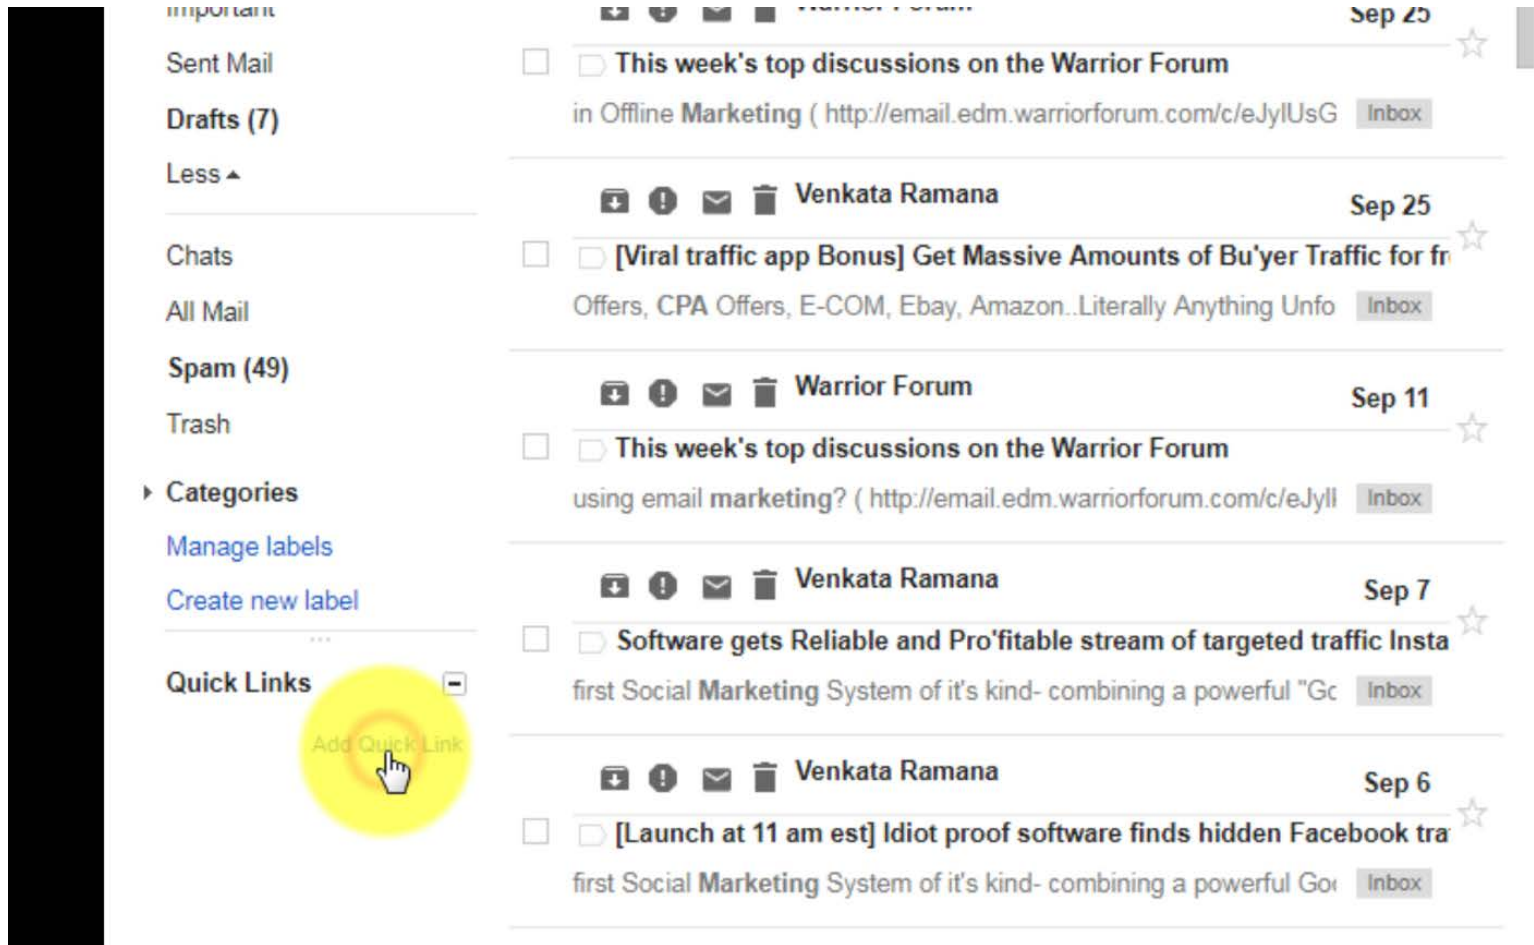 Important
Sent Mail
Drafts (7)
Less
Chats
All Mail
Spam (49)
Trash
Categories
Manage labels
Create new label
Quick Links
Add Quick Link
Warrior Forum
Sep 25
This week's top discussions on the Warrior Forum
in Offline Marketing ( http://email.edm.warriorforum.com/c/eJylUsG
Inbox
Venkata Ramana
Sep 25
[Viral traffic app Bonus] Get Massive Amounts of Bu'yer Traffic for fr
Offers, CPA Offers, E-COM, Ebay, Amazon..Literally Anything Unfo
Inbox
Warrior Forum
Sep 11
This week's top discussions on the Warrior Forum
using email marketing? ( http://email.edm.warriorforum.com/c/eJyl
Inbox
Venkata Ramana
Sep 7
Software gets Reliable and Pro'fitable stream of targeted traffic Insta
first Social Marketing System of it's kind- combining a powerful "Go
Inbox
Venkata Ramana
Sep 6
[Launch at 11 am est] Idiot proof software finds hidden Facebook tra
first Social Marketing System of it's kind- combining a powerful Goo
Inbox